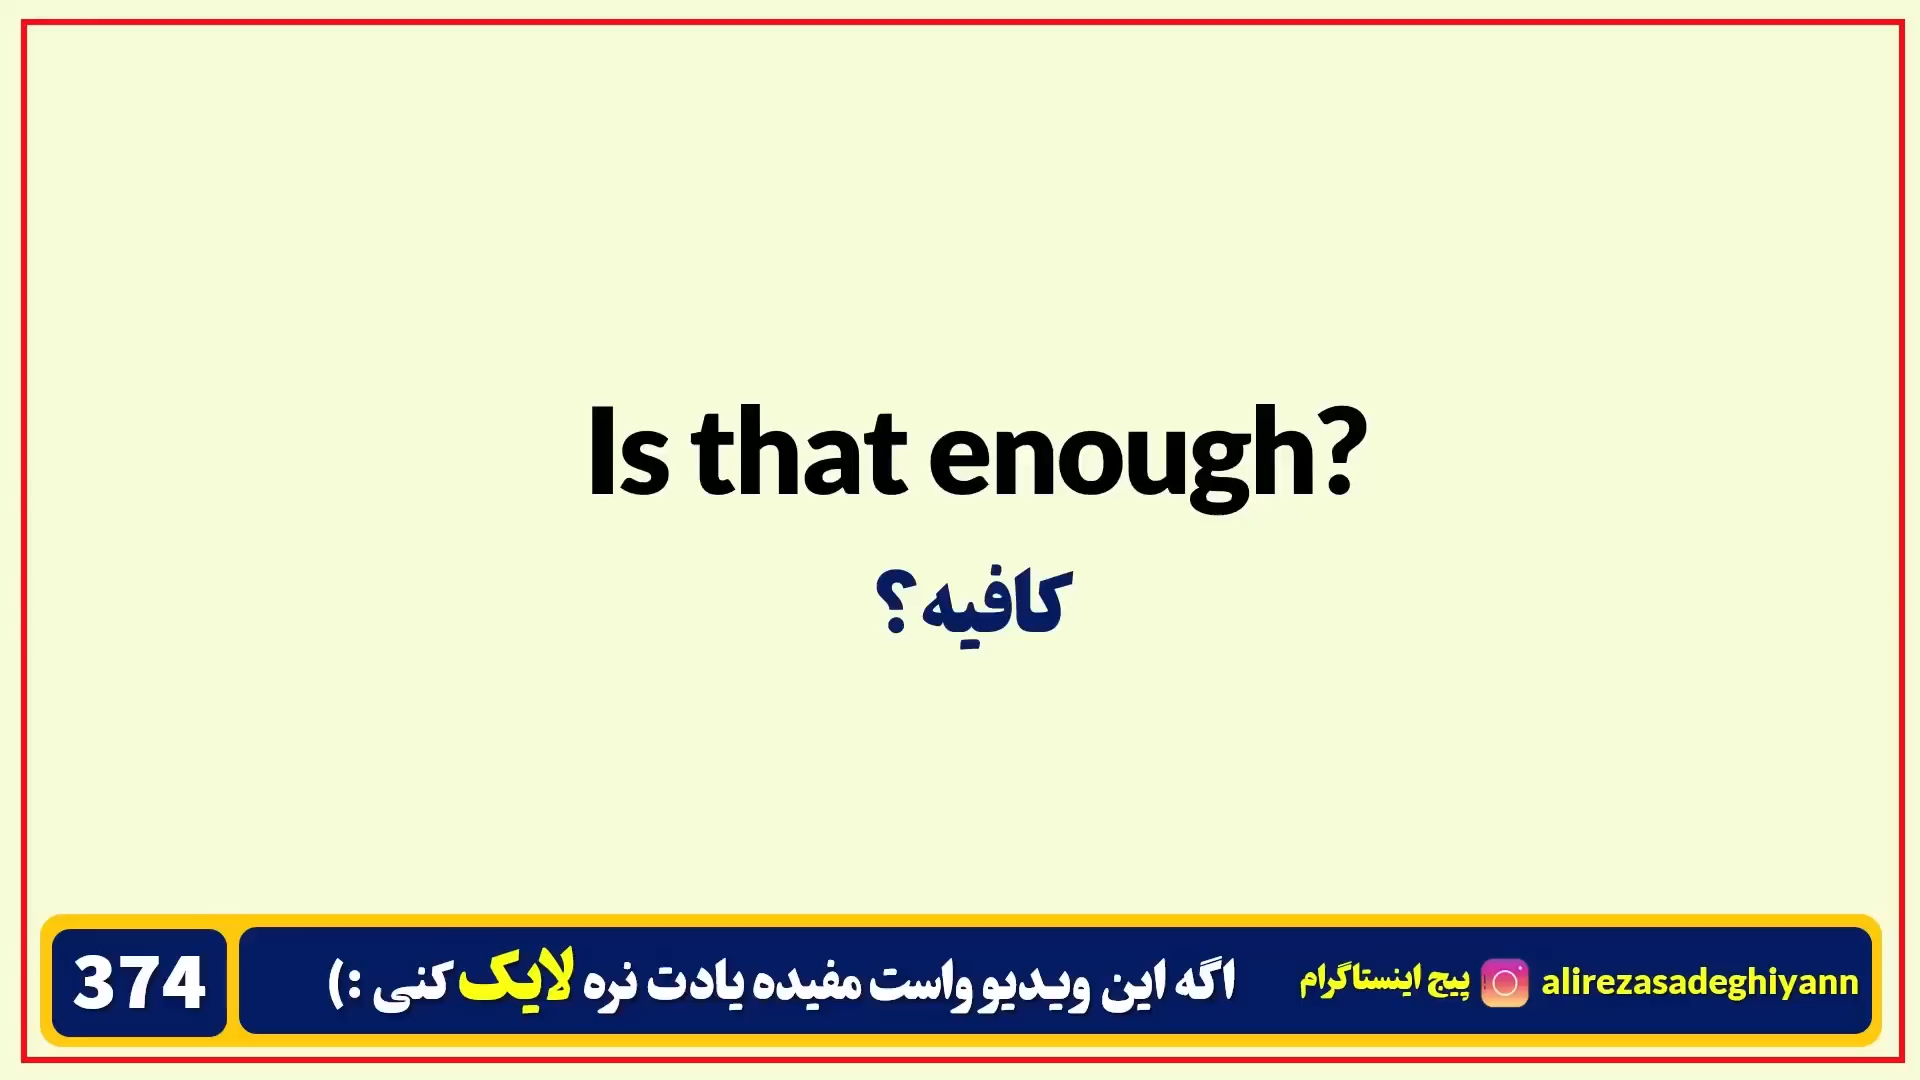 Is that enough?
کافیه؟
374
اگه این ویدیو واست مفیده یادت نره لایک کنی :)
پیج اینستاگرام
alirezasadeghiyann